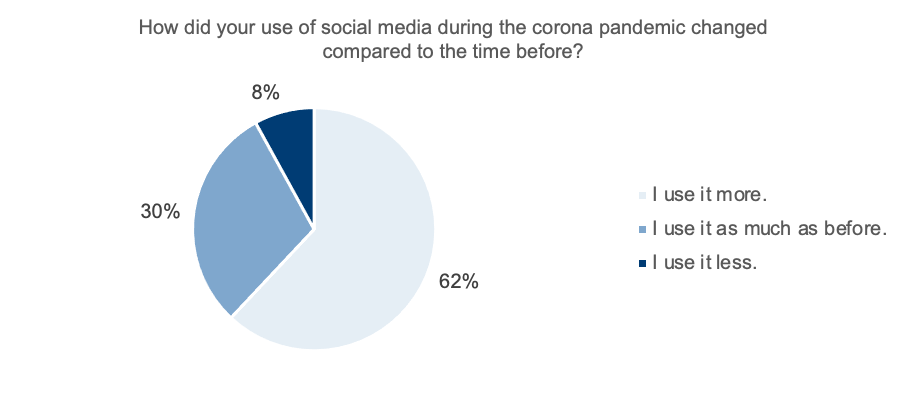 How did your use of social media during the corona pandemic changed
compared to the time before?
8%
30%
62%
I use it more.
I use it as much as before.
I use it less.